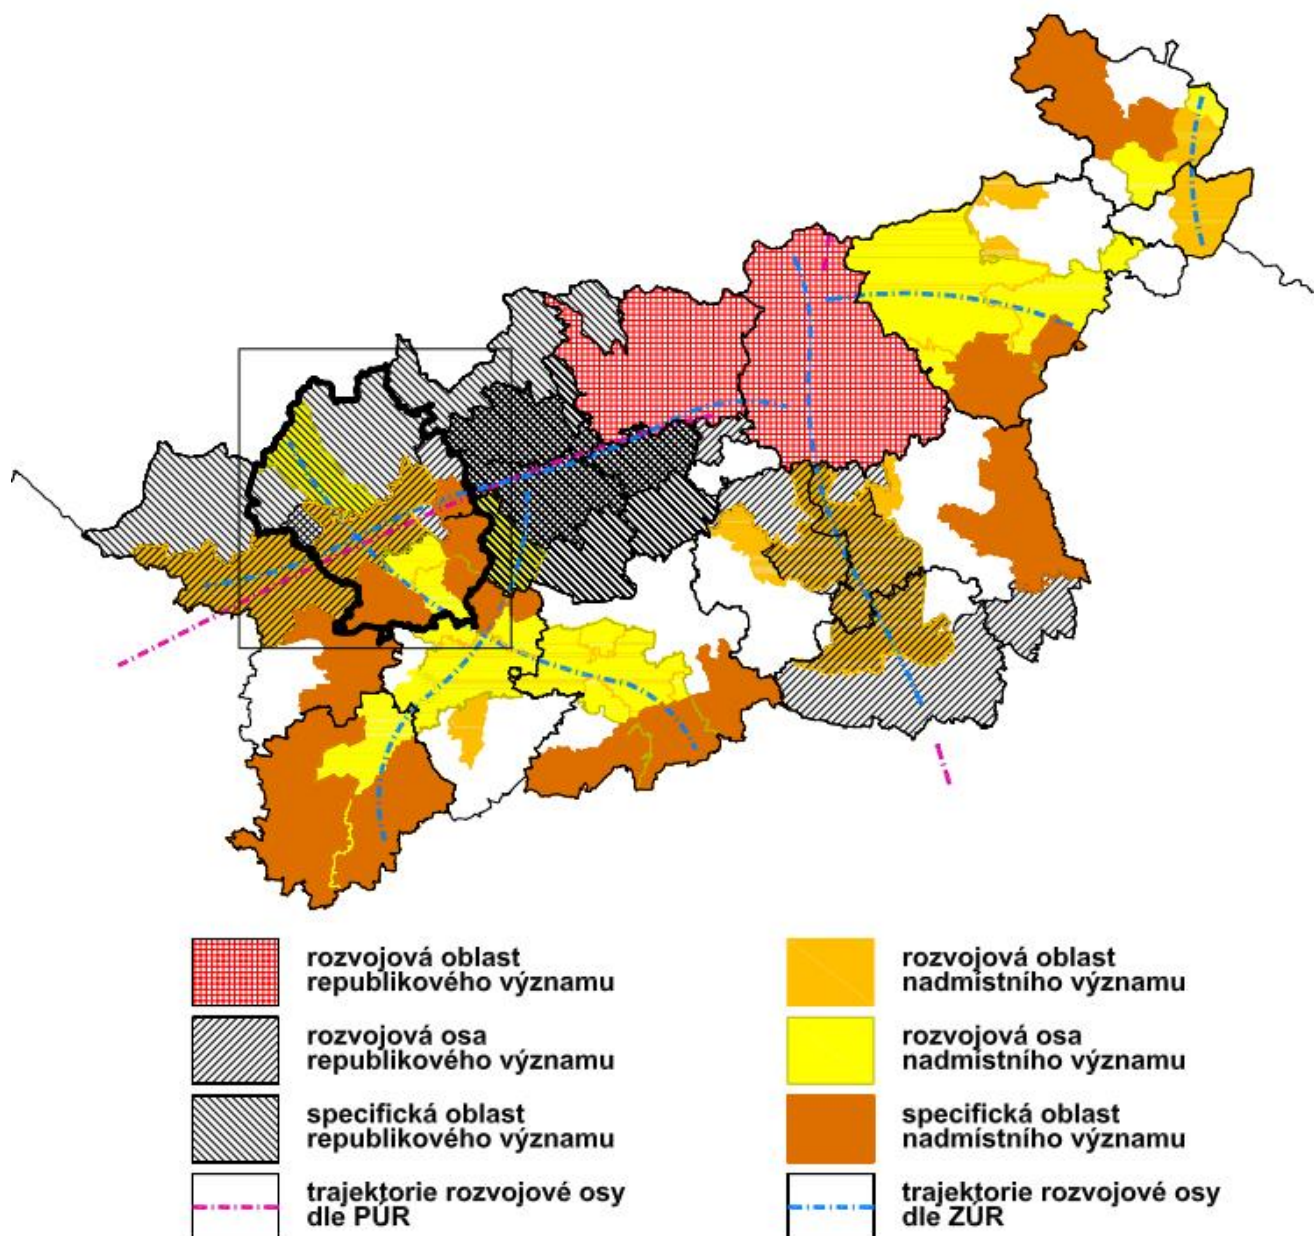 rozvojová oblast
republikového významu
rozvojová osa
republikového významu
specifická oblast
republikového významu
trajektorie rozvojové osy
dle PÚR
rozvojová oblast
nadmístního významu
rozvojová osa
nadmístního významu
specifická oblast
nadmístního významu
trajektorie rozvojové osy
dle ZÚR